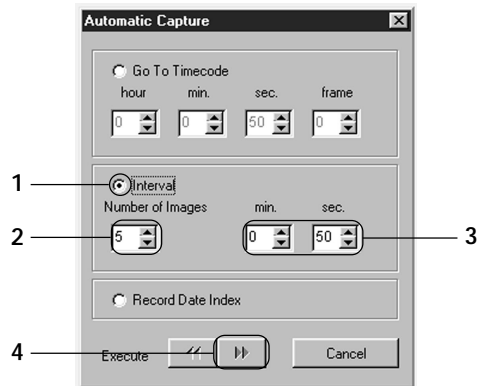 Automatic Capture
Go To Timecode
hour min. sec. frame
0 0 50 0
1 Interval
Number of Images min. sec.
2 5 0 50 3
Record Date Index
4 Execute Cancel